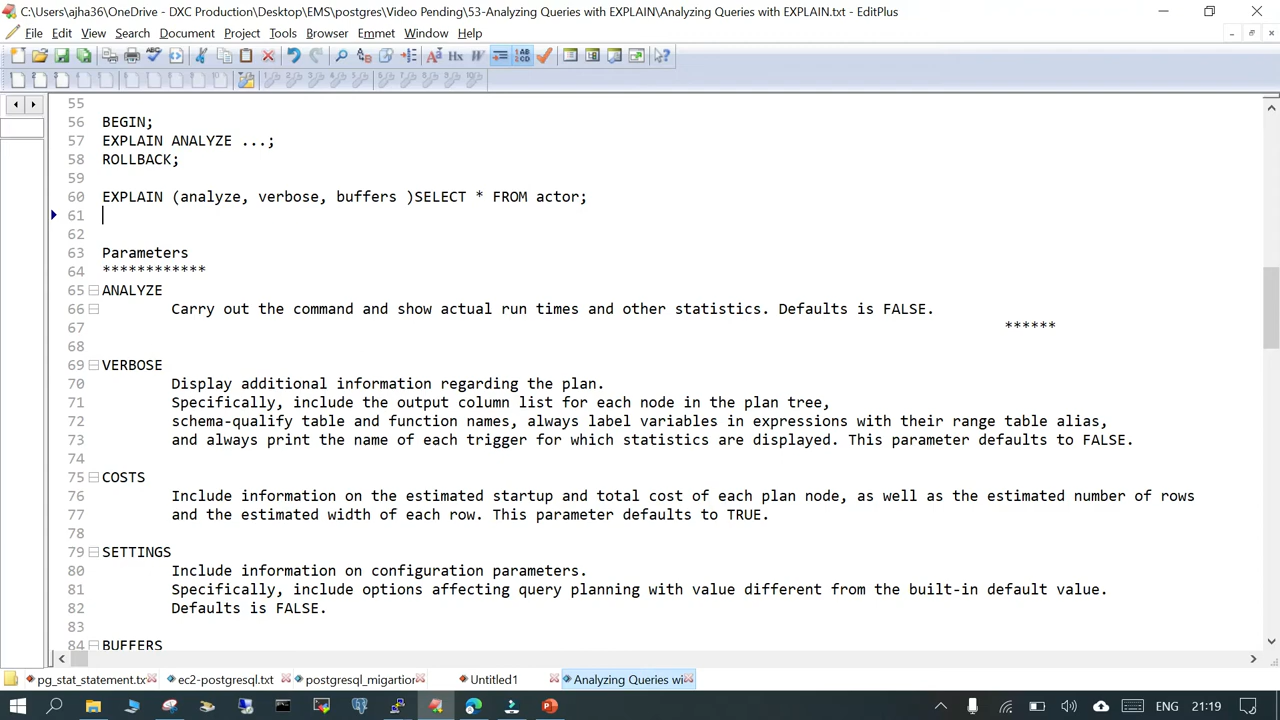 C:\Users\ajha36\OneDrive - DXC Production\Desktop\EMS\postgres\Video Pending\53-Analyzing Queries with EXPLAIN\Analyzing Queries with EXPLAIN.txt - EditPlus
File Edit View Search Document Project Tools Browser Emmet Window Help
55
56 BEGIN;
57 EXPLAIN ANALYZE ...;
58 ROLLBACK;
59
60 EXPLAIN (analyze, verbose, buffers )SELECT * FROM actor;
61
62
63 Parameters
64 ************
65 ANALYZE
66 Carry out the command and show actual run times and other statistics. Defaults is FALSE.
67 ******
68
69 VERBOSE
70 Display additional information regarding the plan.
71 Specifically, include the output column list for each node in the plan tree,
72 schema-qualify table and function names, always label variables in expressions with their range table alias,
73 and always print the name of each trigger for which statistics are displayed. This parameter defaults to FALSE.
74
75 COSTS
76 Include information on the estimated startup and total cost of each plan node, as well as the estimated number of rows
77 and the estimated width of each row. This parameter defaults to TRUE.
78
79 SETTINGS
80 Include information on configuration parameters.
81 Specifically, include options affecting query planning with value different from the built-in default value.
82 Defaults is FALSE.
83
84 BUFFERS
pg_stat_statement.tx ec2-postgresql.txt postgresql_migartion Untitled1 Analyzing Queries wi
ENG 21:19